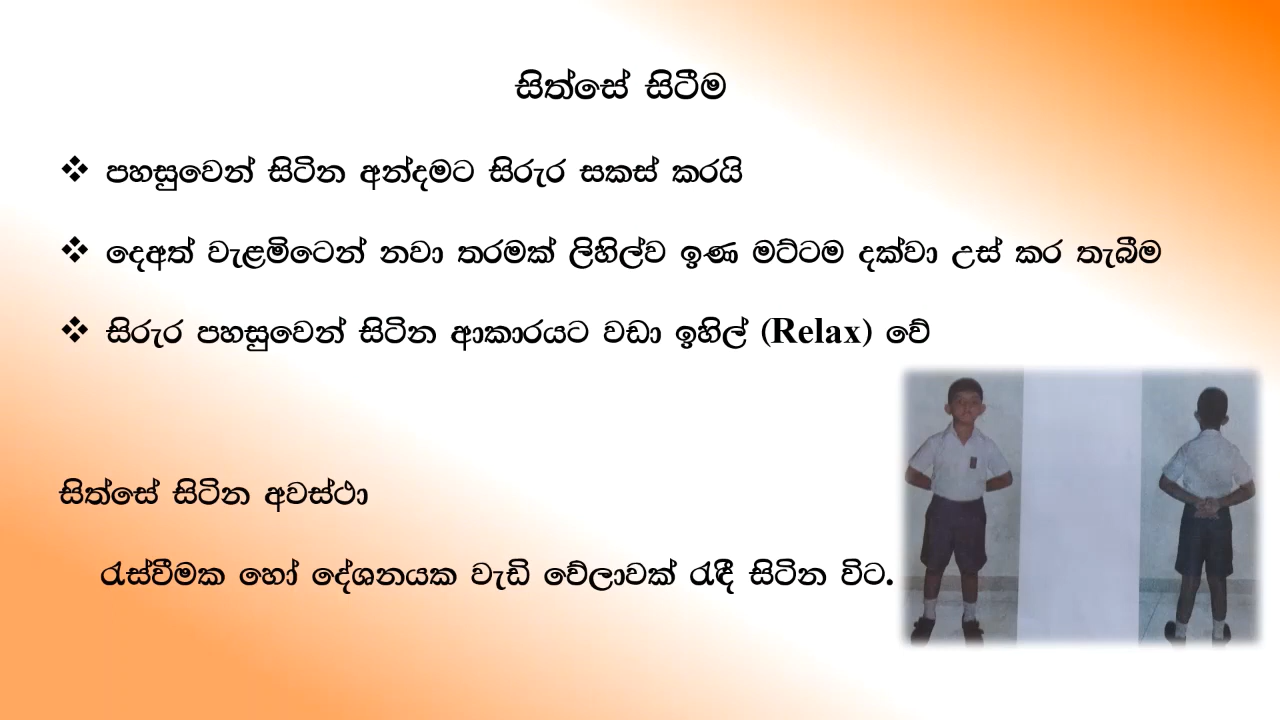 සිත්සේ සිටීම
❖ පහසුවෙන් සිටින අන්දමට සිරුර සකස් කරයි
❖ දෙඅත් වැළමිටෙන් නවා තරමක් ලිහිල්ව ඉණ මට්ටම දක්වා උස් කර තැබීම
❖ සිරුර පහසුවෙන් සිටින ආකාරයට වඩා ඉහිල් (Relax) වේ
සිත්සේ සිටින අවස්ථා
රැස්වීමක හෝ දේශනයක වැඩි වේලාවක් රැඳී සිටින විට.